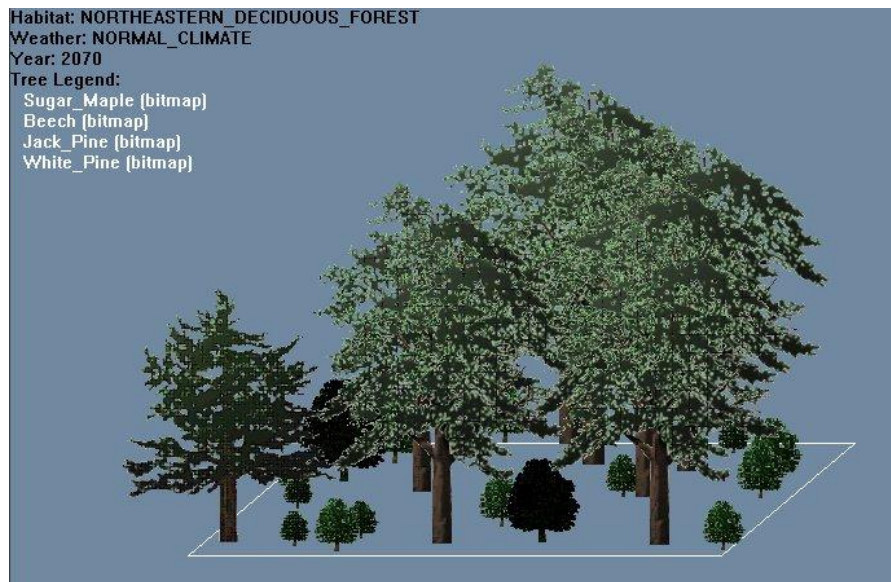 Habitat: NORTHEASTERN_DECIDUOUS_FOREST
Weather: NORMAL_CLIMATE
Year: 2070
Tree Legend:
Sugar_Maple (bitmap)
Beech (bitmap)
Jack_Pine (bitmap)
White_Pine (bitmap)